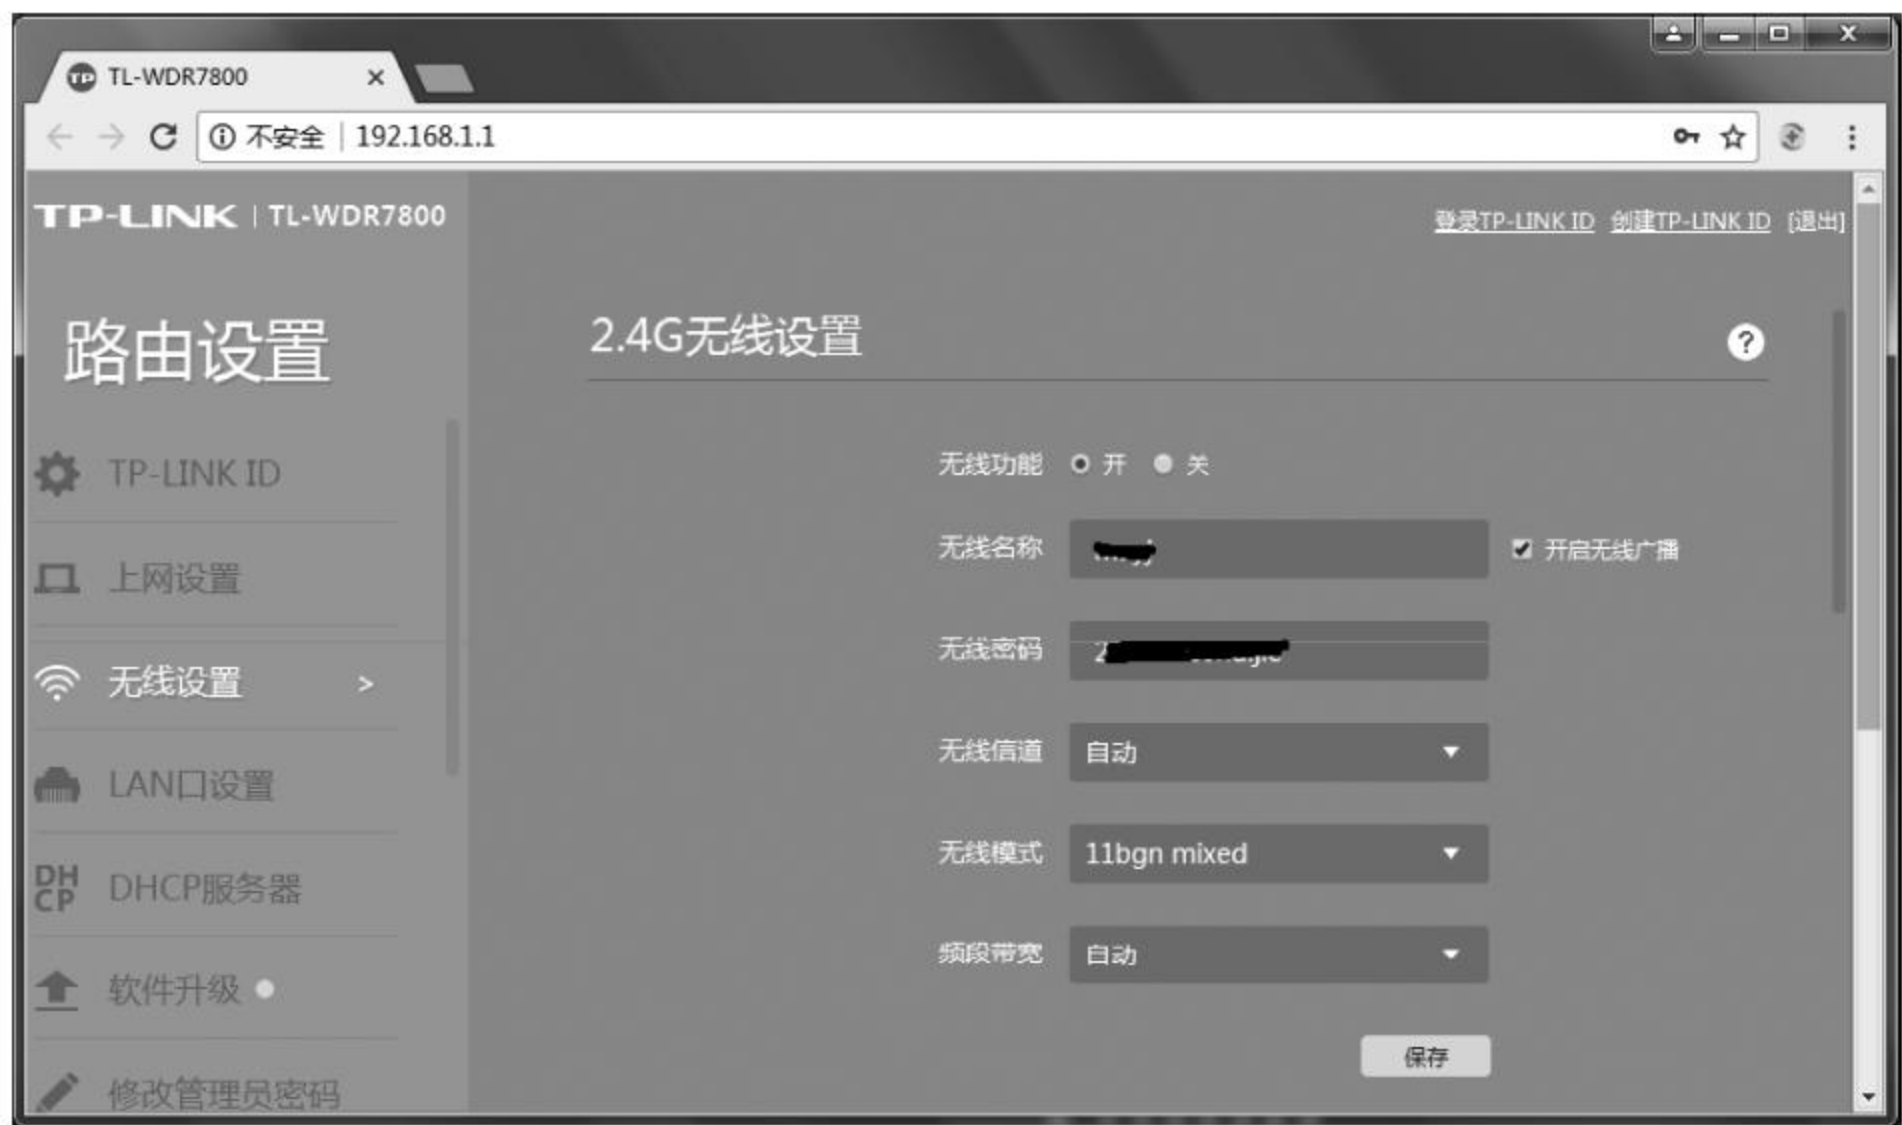 TL-WDR7800
不安全 | 192.168.1.1
TP-LINK | TL-WDR7800
登录TP-LINK ID 创建TP-LINK ID [退出]
路由设置
TP-LINK ID
上网设置
无线设置 >
LAN口设置
DHCP服务器
软件升级
修改管理员密码
2.4G无线设置
无线功能 开 关
无线名称 开启无线广播
无线密码
无线信道 自动
无线模式 11bgn mixed
频段带宽 自动
保存